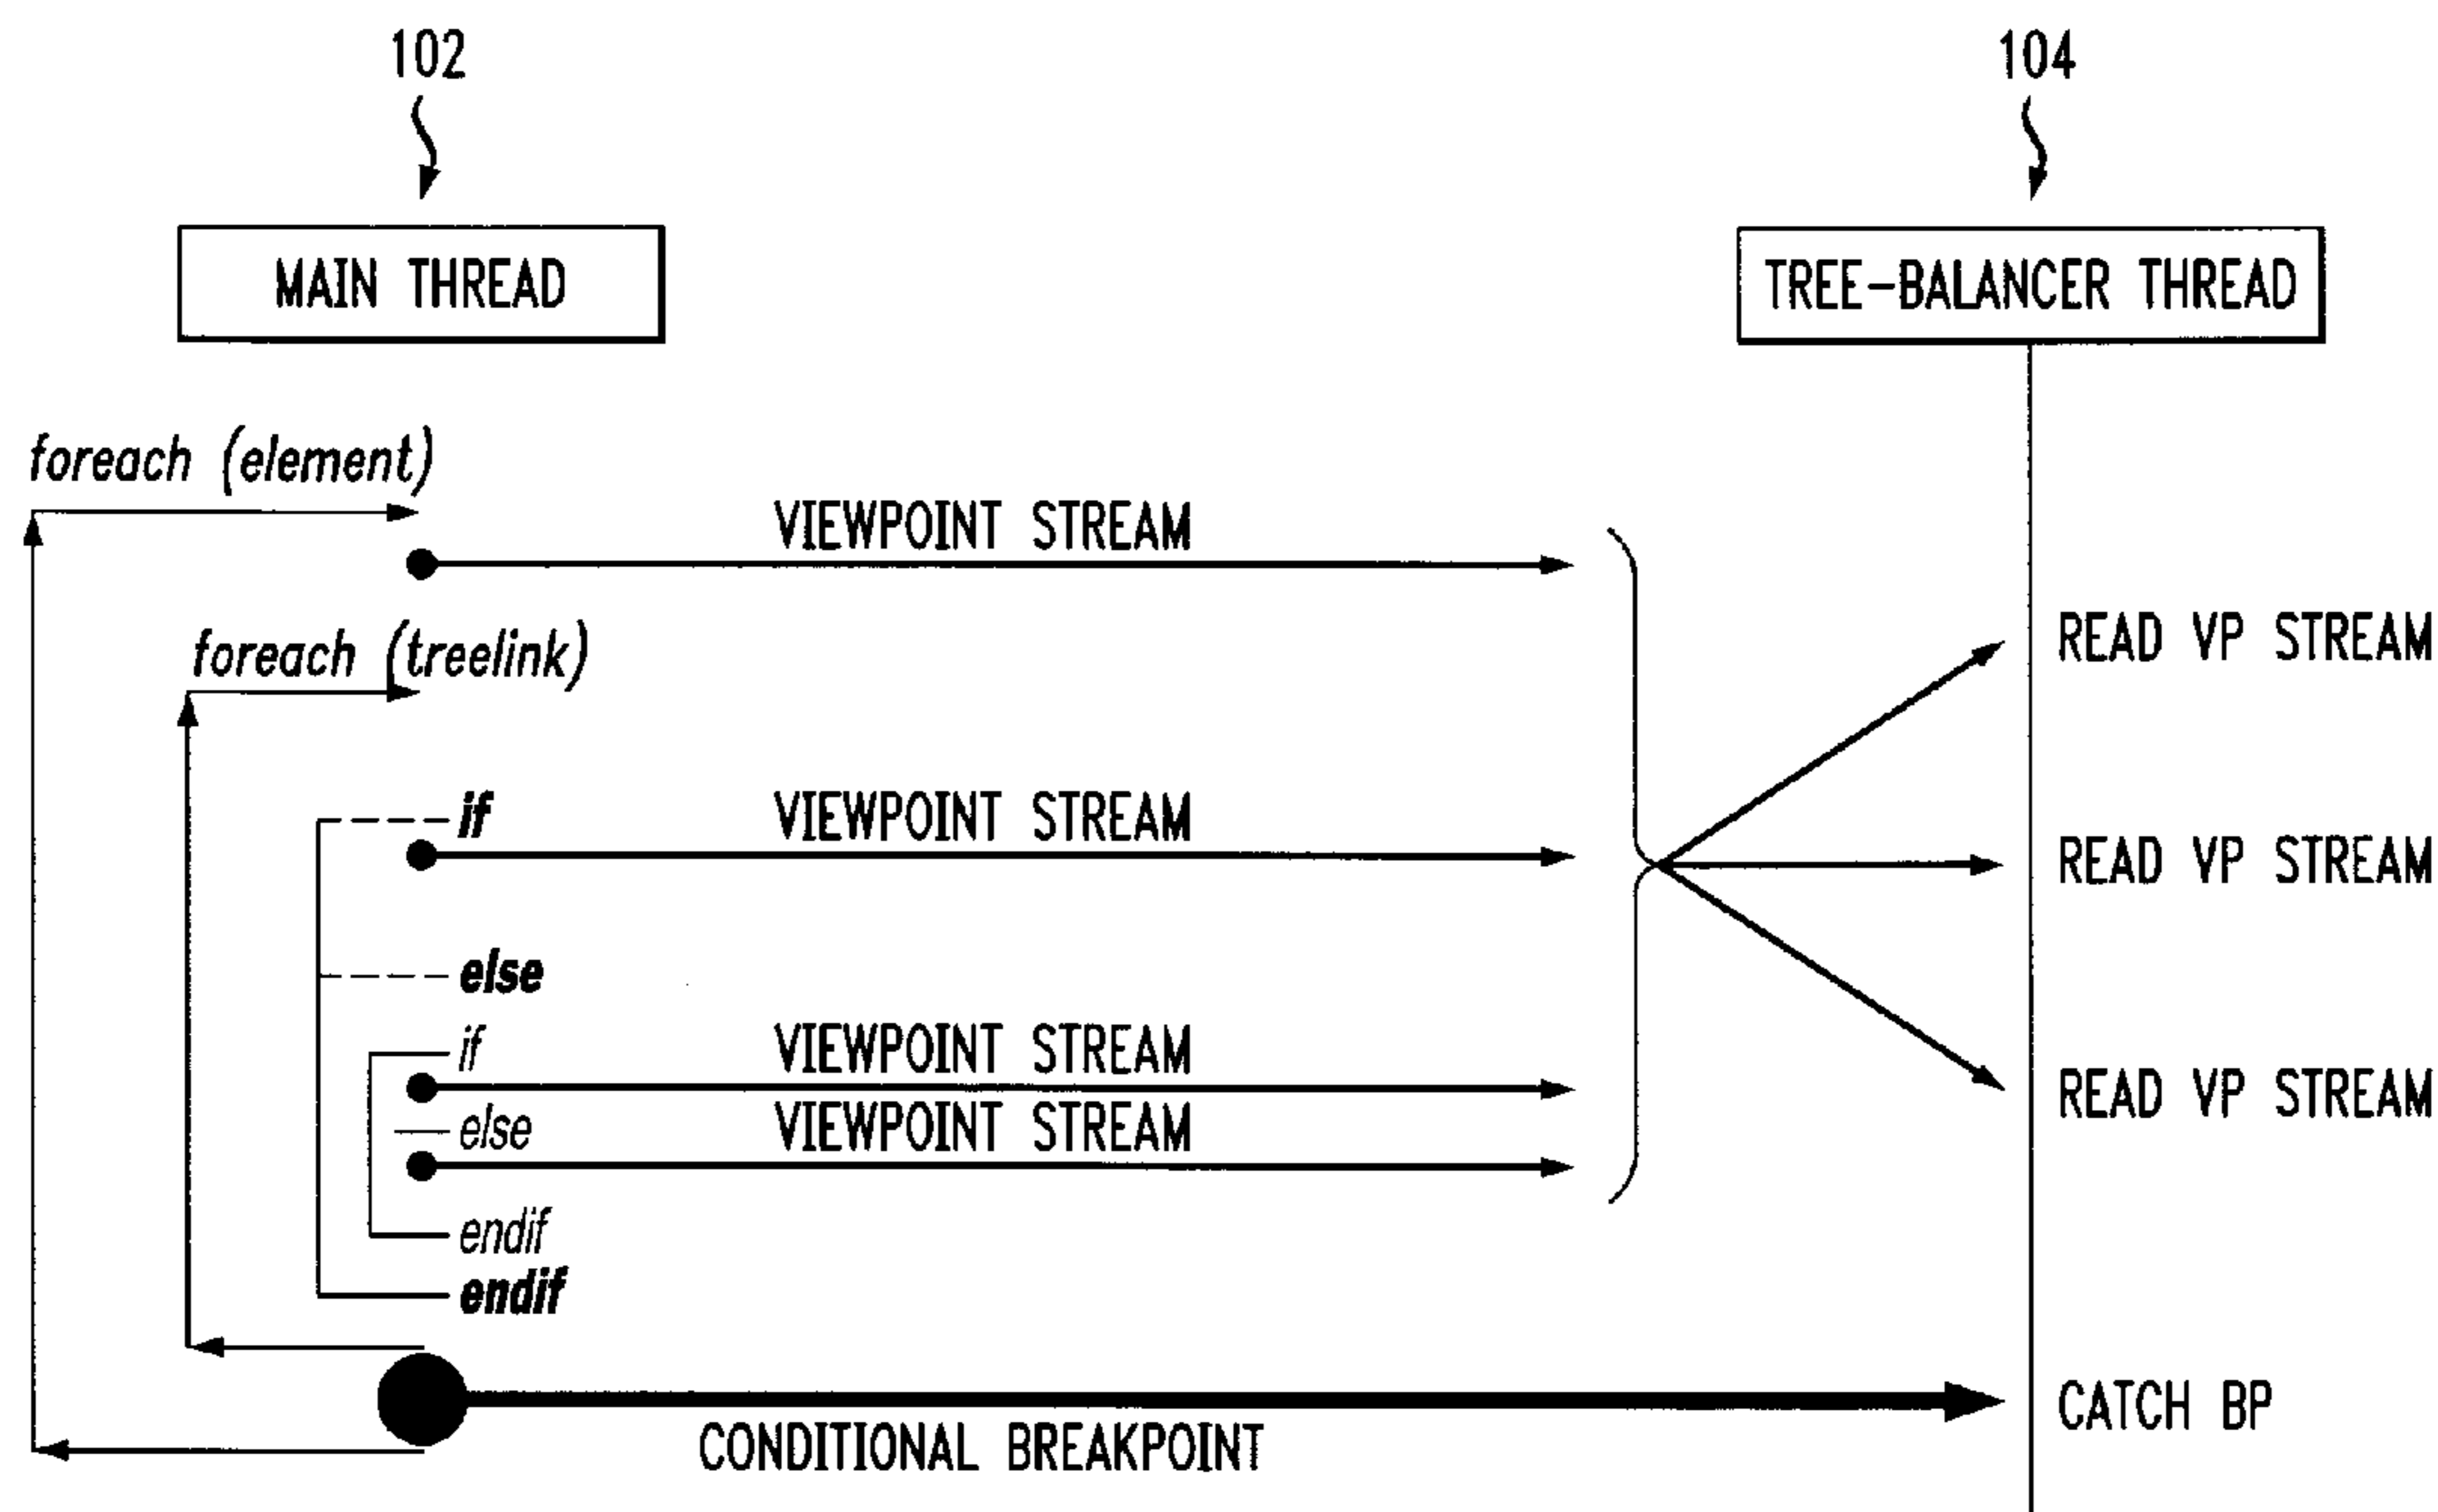 102
104
MAIN THREAD
TREE-BALANCER THREAD
foreach (element)
VIEWPOINT STREAM
READ VP STREAM
foreach (treelink)
if
VIEWPOINT STREAM
READ VP STREAM
else
if
VIEWPOINT STREAM
READ VP STREAM
else
VIEWPOINT STREAM
endif
endif
CATCH BP
CONDITIONAL BREAKPOINT